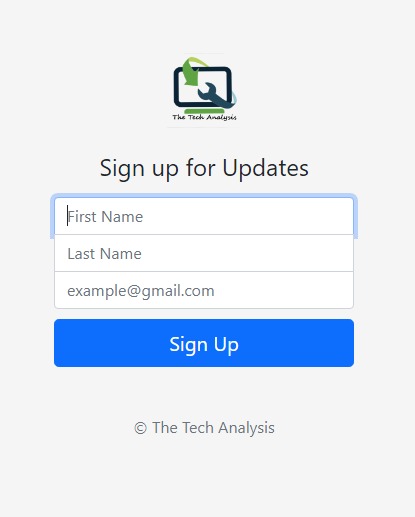 The Tech Analysis
Sign up for Updates
First Name
Last Name
example@gmail.com
Sign Up
© The Tech Analysis